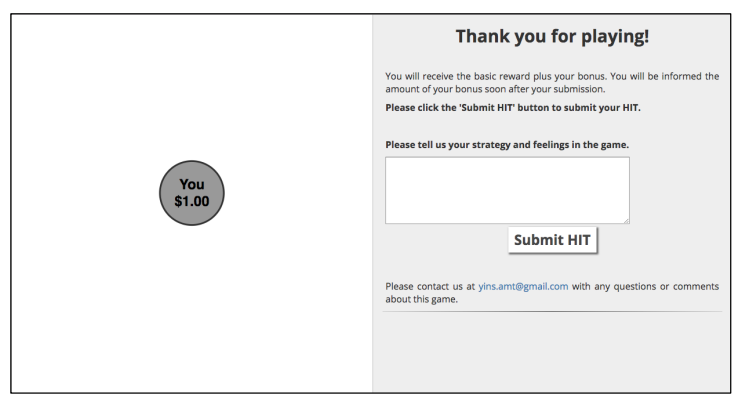 You
$1.00
Thank you for playing!
You will receive the basic reward plus your bonus. You will be informed the
amount of your bonus soon after your submission.
Please click the 'Submit HIT' button to submit your HIT.
Please tell us your strategy and feelings in the game.
Submit HIT
Please contact us at yins.amt@gmail.com with any questions or comments
about this game.